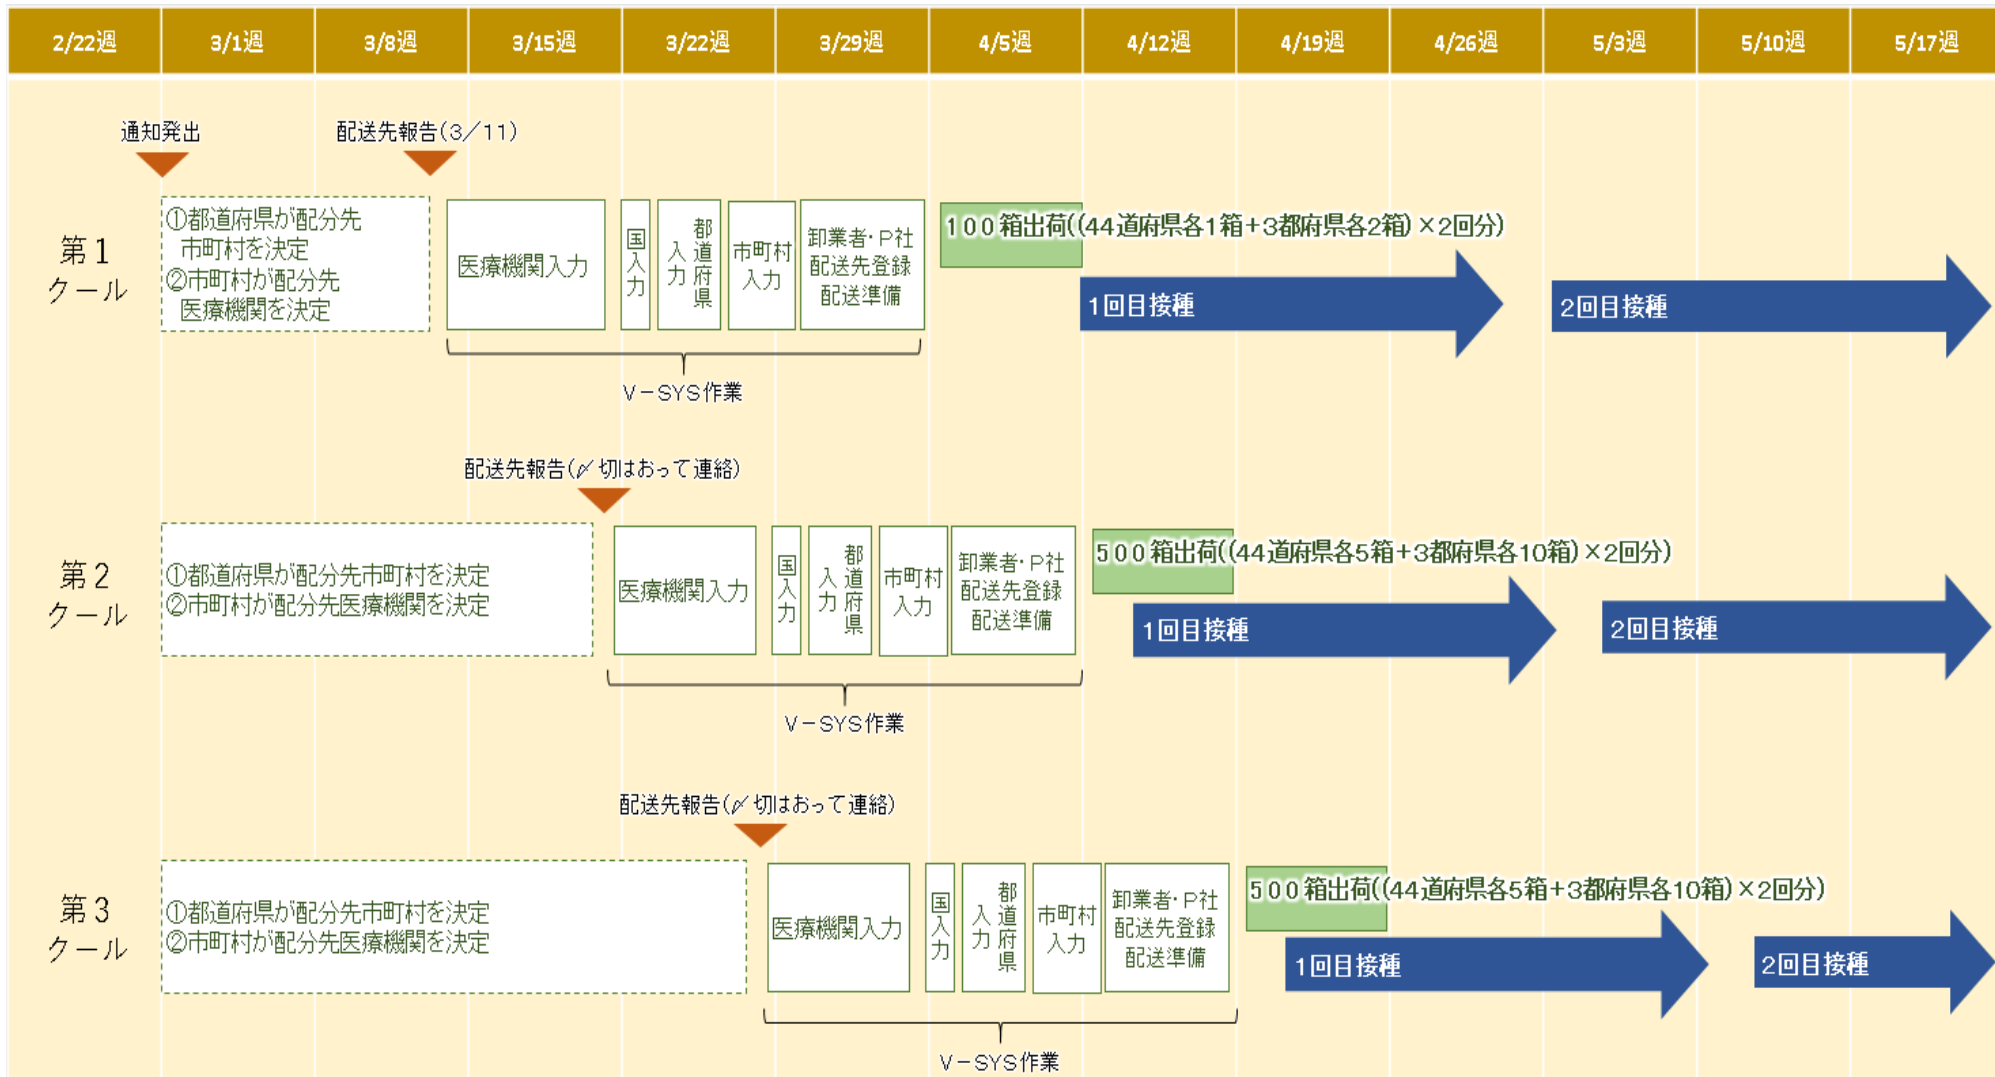 2/22週
3/1週
3/8週
3/15週
3/22週
3/29週
4/5週
4/12週
4/19週
4/26週
5/3週
5/10週
5/17週
第1
クール
通知発出
配送先報告(3/11)
①都道府県が配分先
市町村を決定
②市町村が配分先
医療機関を決定
医療機関入力
国入力
都道府県
入力
市町村
入力
卸業者・P社
配送先登録
配送準備
V-SYS作業
100箱出荷((44道府県各1箱+3都府県各2箱)×2回分)
1回目接種
2回目接種
第2
クール
配送先報告(〆切はおって連絡)
①都道府県が配分先市町村を決定
②市町村が配分先医療機関を決定
医療機関入力
国入力
都道府県
入力
市町村
入力
卸業者・P社
配送先登録
配送準備
V-SYS作業
500箱出荷((44道府県各5箱+3都府県各10箱)×2回分)
1回目接種
2回目接種
第3
クール
配送先報告(〆切はおって連絡)
①都道府県が配分先市町村を決定
②市町村が配分先医療機関を決定
医療機関入力
国入力
都道府県
入力
市町村
入力
卸業者・P社
配送先登録
配送準備
V-SYS作業
500箱出荷((44道府県各5箱+3都府県各10箱)×2回分)
1回目接種
2回目接種